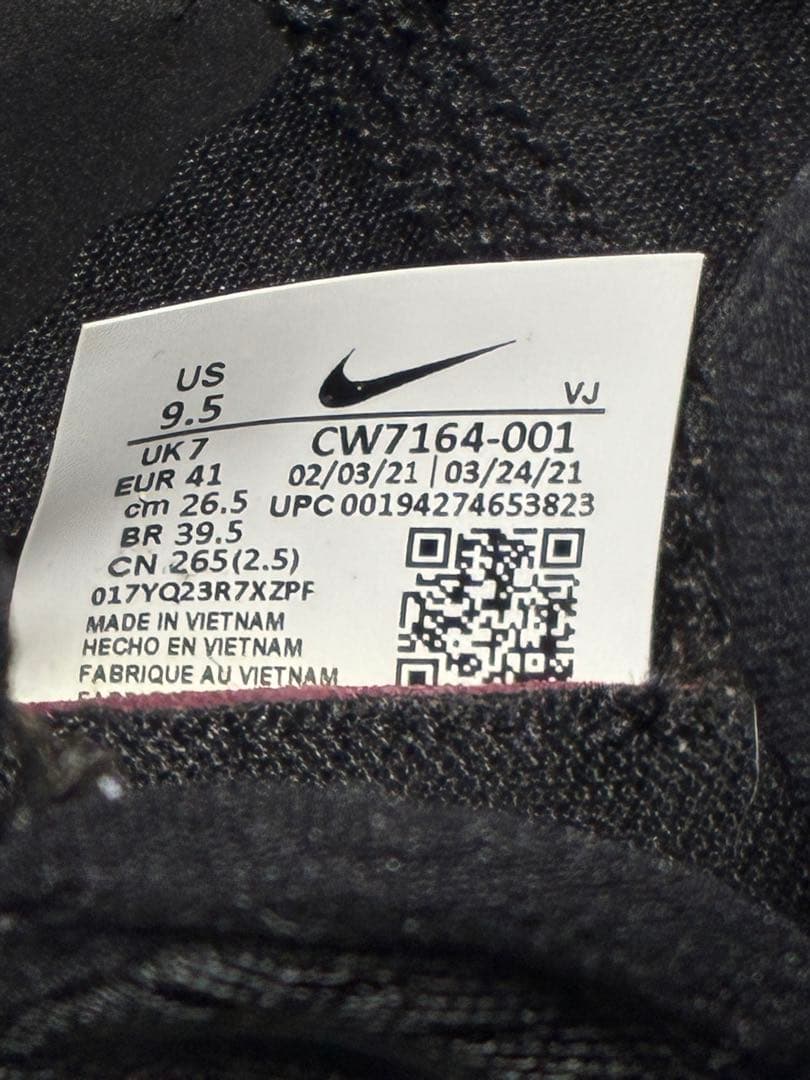 US
9.5
VJ
UK 7
CW7164-001
EUR 41
02/03/21 | 03/24/21
cm 26.5
UPC 00194274653823
BR 39.5
CN 265(2.5)
017YQ23R7XZPF
MADE IN VIETNAM
HECHO EN VIETNAM
FABRIQUE AU VIETNAM